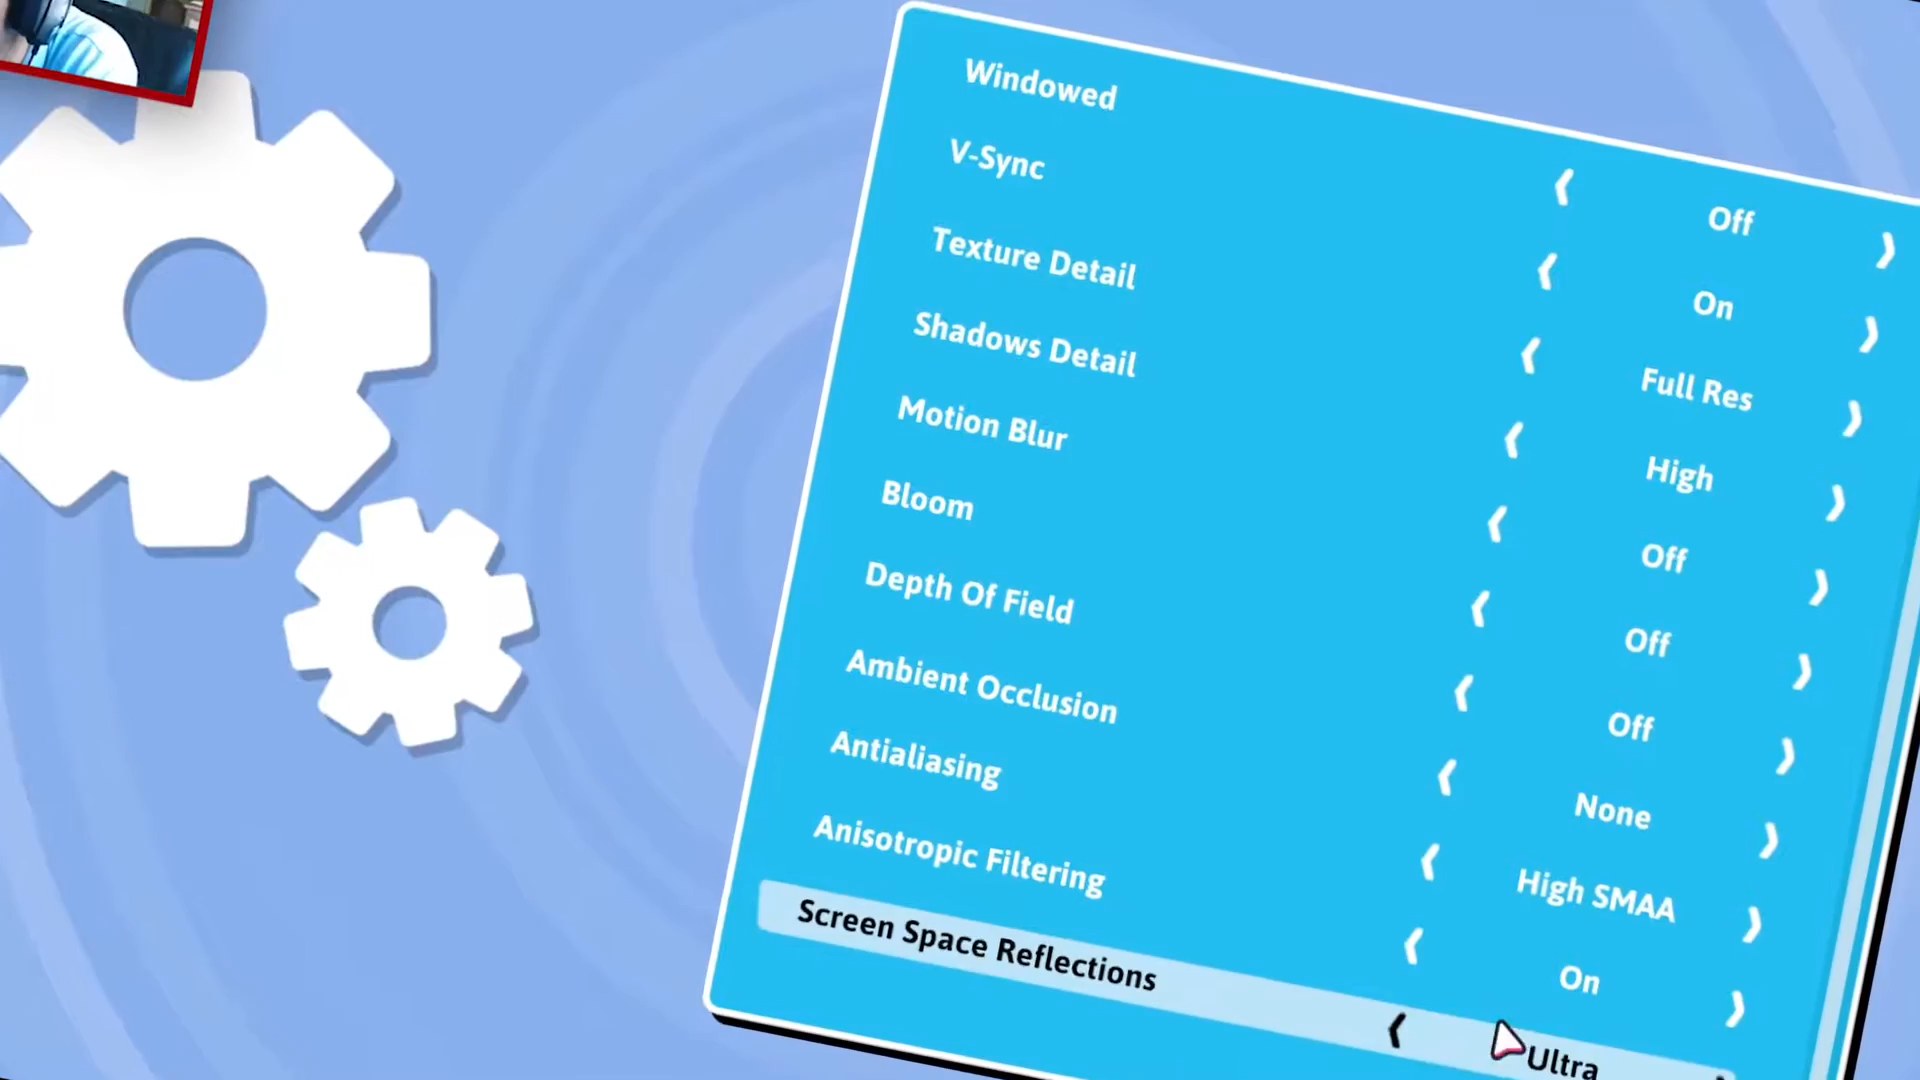 Windowed Off
V-Sync On
Texture Detail Full Res
Shadows Detail High
Motion Blur Off
Bloom Off
Depth Of Field Off
Ambient Occlusion None
Antialiasing High SMAA
Anisotropic Filtering On
Screen Space Reflections Ultra